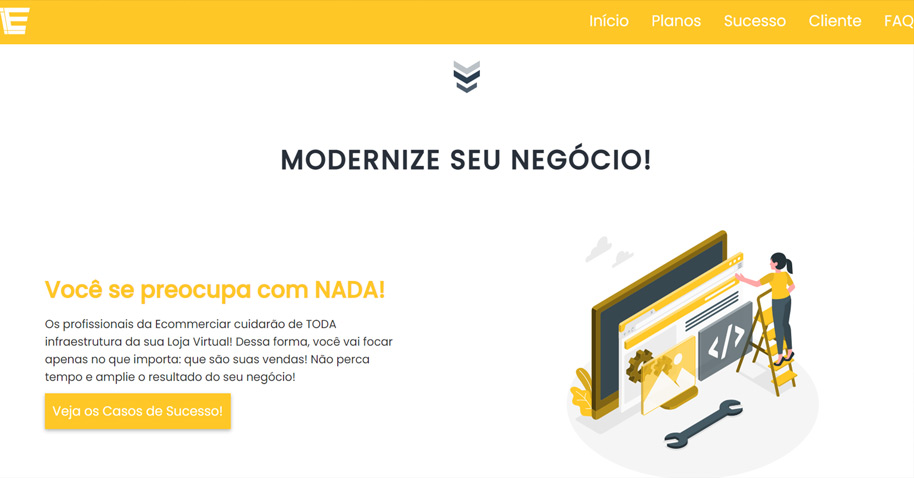 E
Início Planos Sucesso Cliente FAQ
MODERNIZE SEU NEGÓCIO!
Você se preocupa com NADA!
Os profissionais da Ecommerciar cuidarão de TODA
infraestrutura da sua Loja Virtual! Dessa forma, você vai focar
apenas no que importa: que são suas vendas! Não perca
tempo e amplie o resultado do seu negócio!
Veja os Casos de Sucesso!
</>